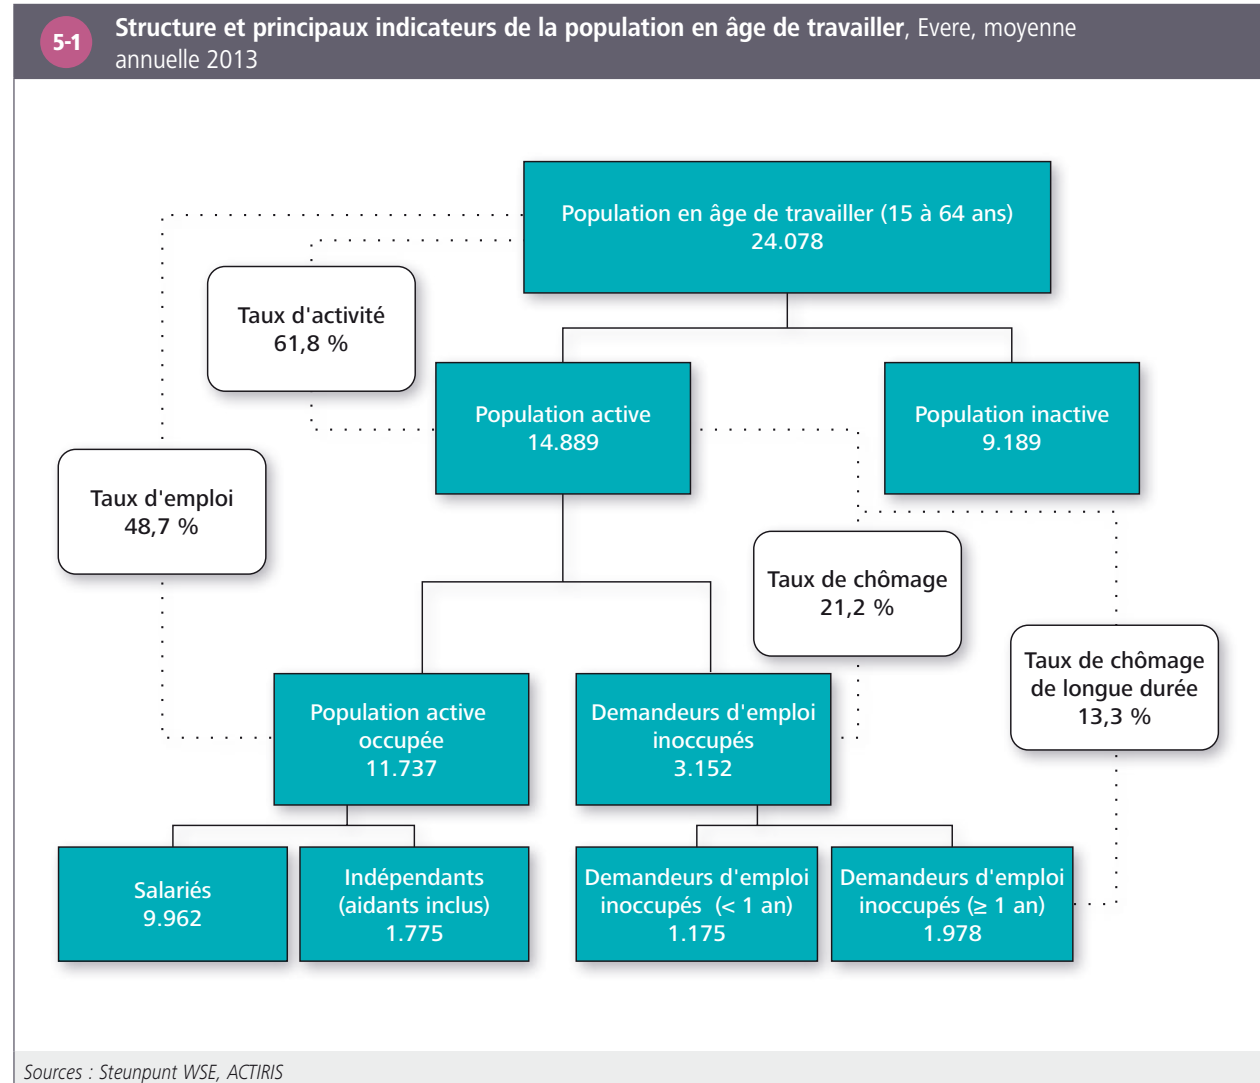 5-1
Structure et principaux indicateurs de la population en âge de travailler, Evere, moyenne
annuelle 2013
Population en âge de travailler (15 à 64 ans)
24.078
Taux d'activité
61,8 %
Population active
14.889
Population inactive
9.189
Taux d'emploi
48,7 %
Taux de chômage
21,2 %
Taux de chômage
de longue durée
13,3 %
Population active
occupée
11.737
Demandeurs d'emploi
inoccupés
3.152
Salariés
9.962
Indépendants
(aidants inclus)
1.775
Demandeurs d'emploi
inoccupés (< 1 an)
1.175
Demandeurs d'emploi
inoccupés (≥ 1 an)
1.978
Sources : Steunpunt WSE, ACTIRIS